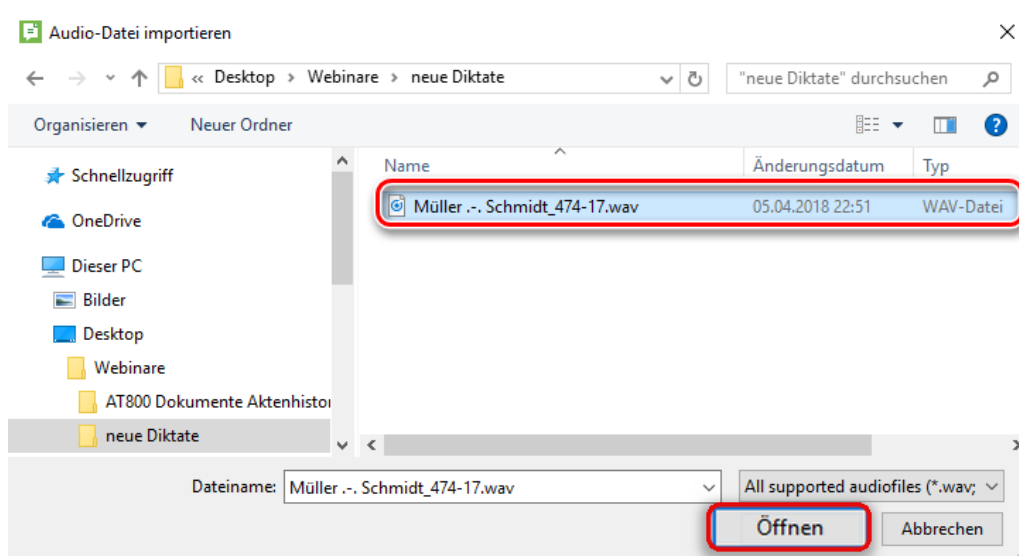 Audio-Datei importieren
« Desktop › Webinare › neue Diktate
"neue Diktate" durchsuchen
Organisieren
Neuer Ordner
?
Name
Änderungsdatum
Typ
Schnellzugriff
OneDrive
Dieser PC
Bilder
Desktop
Webinare
AT800 Dokumente Aktenhistor
neue Diktate
Müller .-. Schmidt_474-17.wav
05.04.2018 22:51
WAV-Datei
Dateiname:
Müller .-. Schmidt_474-17.wav
All supported audiofiles (*.wav;
Öffnen
Abbrechen